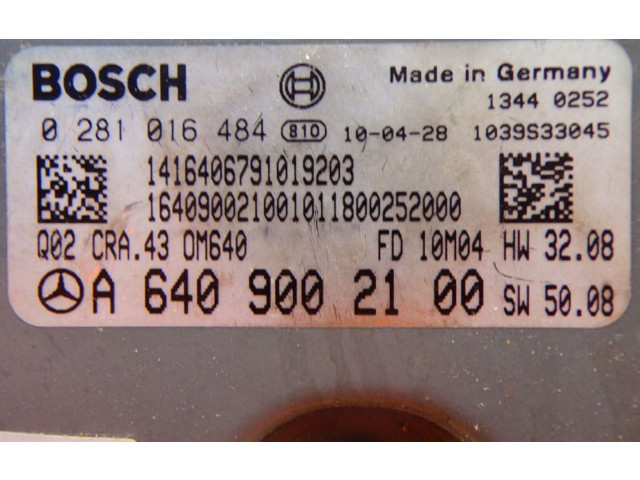 BOSCH Made in Germany
1344 0252
0 281 016 484 810 10-04-28 1039S33045
1416406791019203
164090021001011800252000
Q02 CRA.43 OM640 FD 10M04 HW 32.08
A 640 900 21 00 SW 50.08